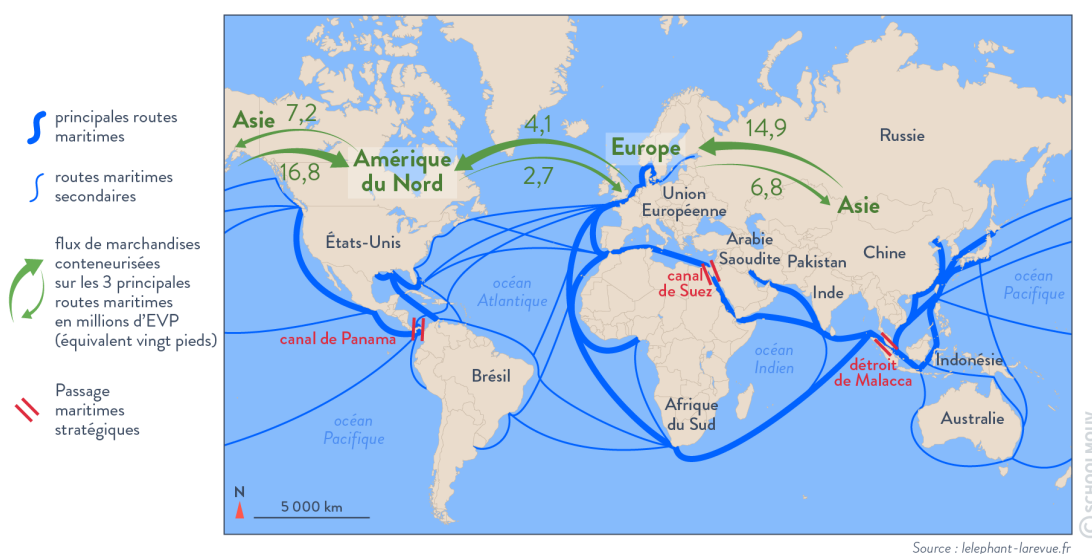 principales routes
maritimes
routes maritimes
secondaires
flux de marchandises
conteneurisées
sur les 3 principales
routes maritimes
en millions d'EVP
(équivalent vingt pieds)
Passage
maritimes
stratégiques
Asie
7,2
16,8
Amérique
du Nord
4,1
2,7
Europe
14,9
6,8
Asie
Russie
Union
Européenne
États-Unis
Arabie
Saoudite
Pakistan
Chine
Inde
canal
de Suez
océan
Atlantique
océan
Pacifique
canal de Panama
océan
Indien
détroit
de Malacca
Indonésie
Brésil
Afrique
du Sud
Australie
océan
Pacifique
N
5 000 km
© SCHOOLMOUV
Source : lelephant-larevue.fr